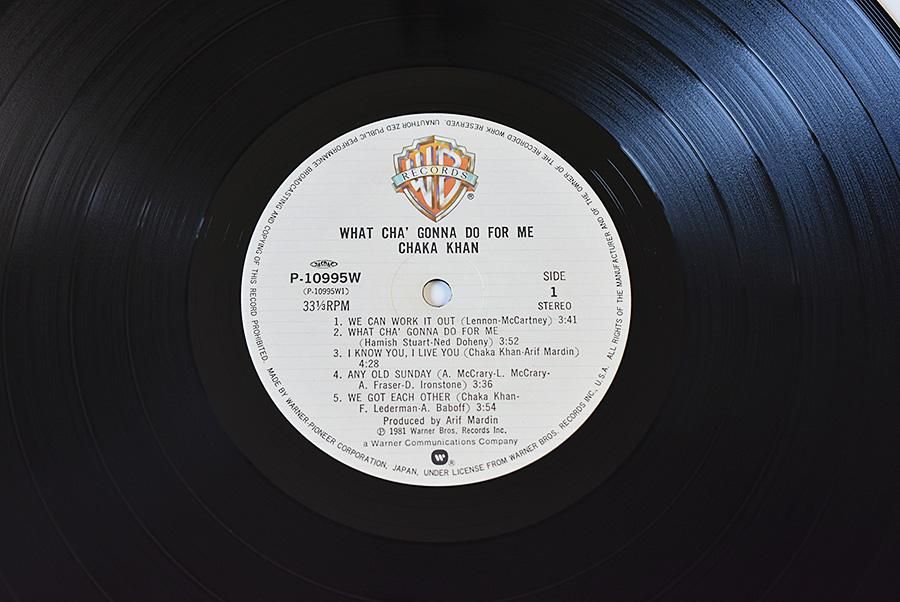 WB
RECORDS
®
WHAT CHA' GONNA DO FOR ME
CHAKA KHAN
JASRAC
P-10995W
(P-10995W1)
33⅓RPM
SIDE
1
STEREO
1. WE CAN WORK IT OUT (Lennon-McCartney) 3:41
2. WHAT CHA' GONNA DO FOR ME
(Hamish Stuart-Ned Doheny) 3:52
3. I KNOW YOU, I LIVE YOU (Chaka Khan-Arif Mardin)
4:28
4. ANY OLD SUNDAY (A. McCrary-L. McCrary-
A. Fraser-D. Ironstone) 3:36
5. WE GOT EACH OTHER (Chaka Khan-
F. Lederman-A. Baboff) 3:54
Produced by Arif Mardin
℗ 1981 Warner Bros. Records Inc.
a Warner Communications Company
W ®
ALL RIGHTS OF THE MANUFACTURER AND OF THE OWNER OF THE RECORDED WORK RESERVED. UNAUTHORIZED PUBLIC PERFORMANCE BROADCASTING AND COPYING OF THIS RECORD PROHIBITED. MADE BY WARNER-PIONEER CORPORATION, JAPAN, UNDER LICENSE FROM WARNER BROS. RECORDS INC., U.S.A.